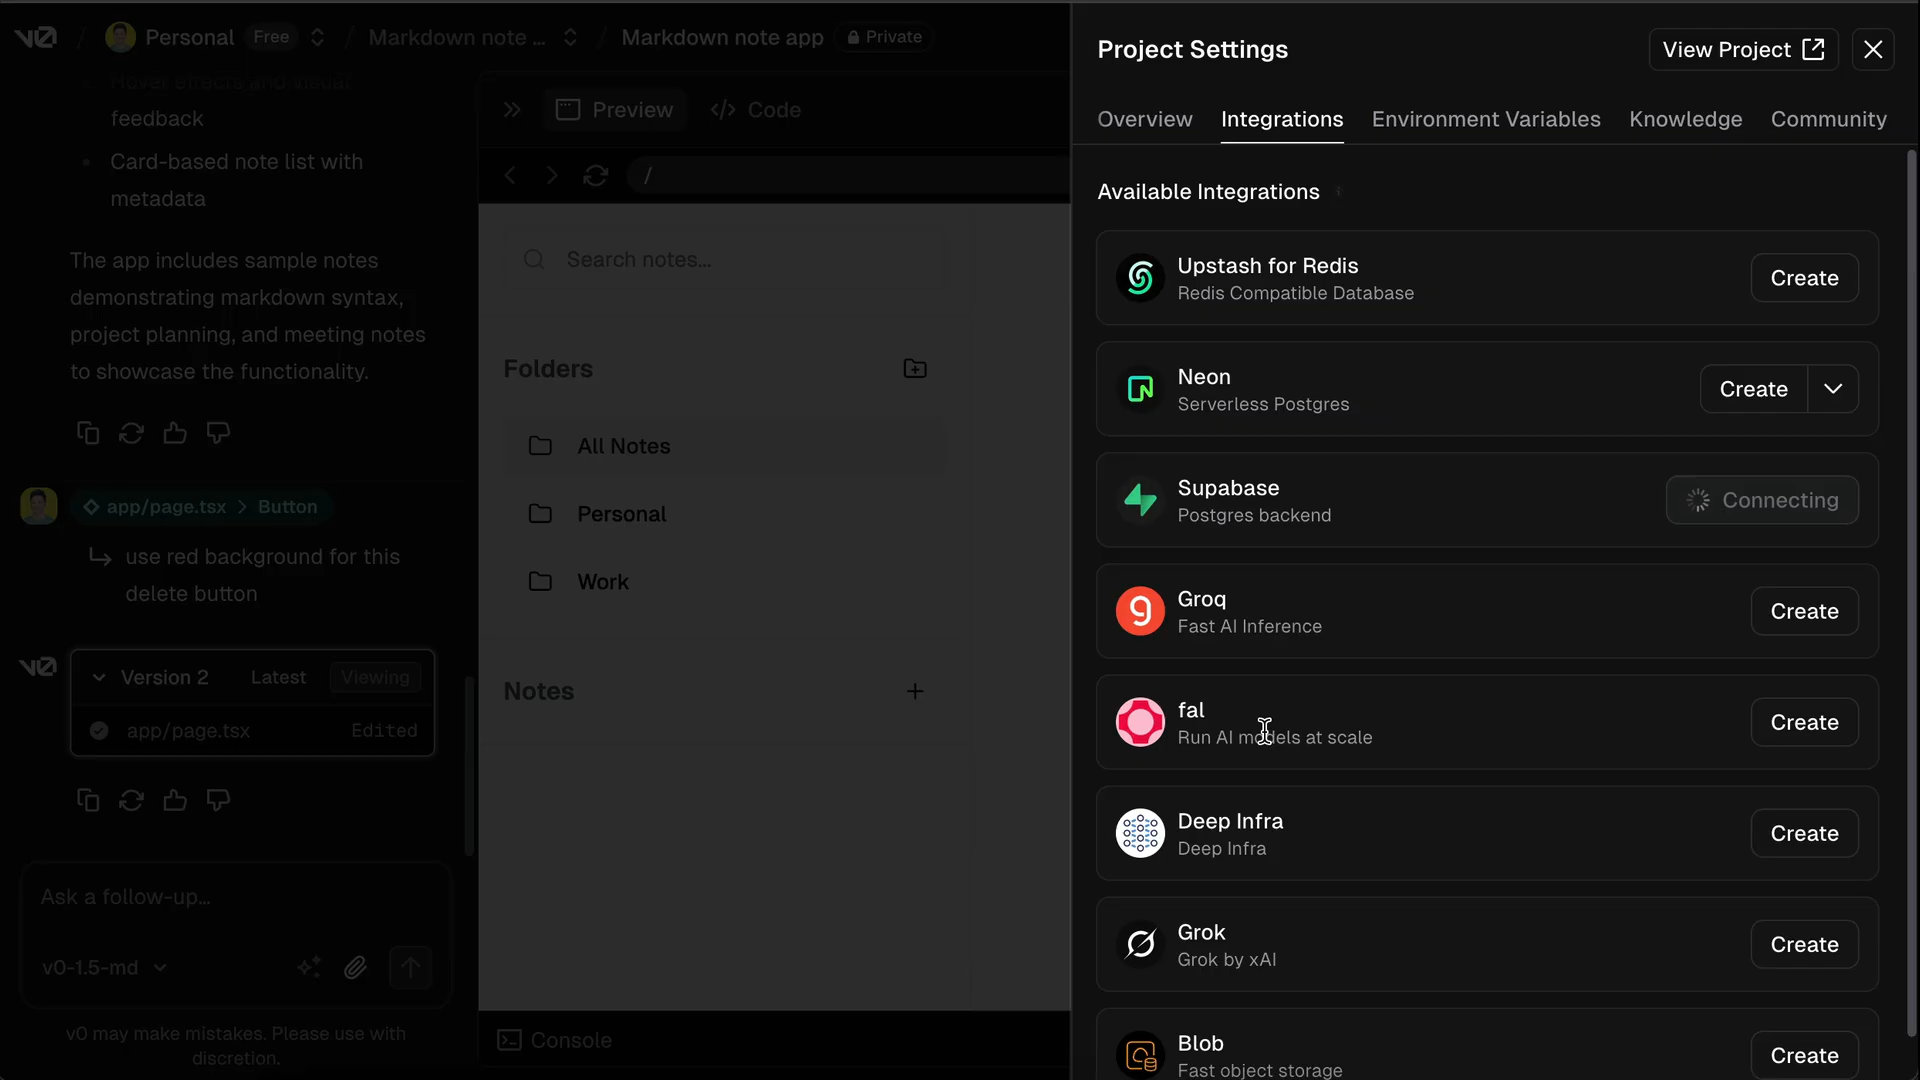 v0 / Personal Free / Markdown note ... / Markdown note app Private
Hover effects and visual
feedback
Card-based note list with
metadata
The app includes sample notes
demonstrating markdown syntax,
project planning, and meeting notes
to showcase the functionality.
app/page.tsx > Button
use red background for this
delete button
v0
Version 2 Latest Viewing
app/page.tsx Edited
Ask a follow-up...
v0-1.5-md
v0 may make mistakes. Please use with
discretion.
Preview </> Code
/
Search notes...
Folders
All Notes
Personal
Work
Notes +
Console
Project Settings
View Project
Overview Integrations Environment Variables Knowledge Community
Available Integrations
Upstash for Redis
Redis Compatible Database
Create
Neon
Serverless Postgres
Create
Supabase
Postgres backend
Connecting
Groq
Fast AI Inference
Create
fal
Run AI models at scale
Create
Deep Infra
Deep Infra
Create
Grok
Grok by xAI
Create
Blob
Fast object storage
Create